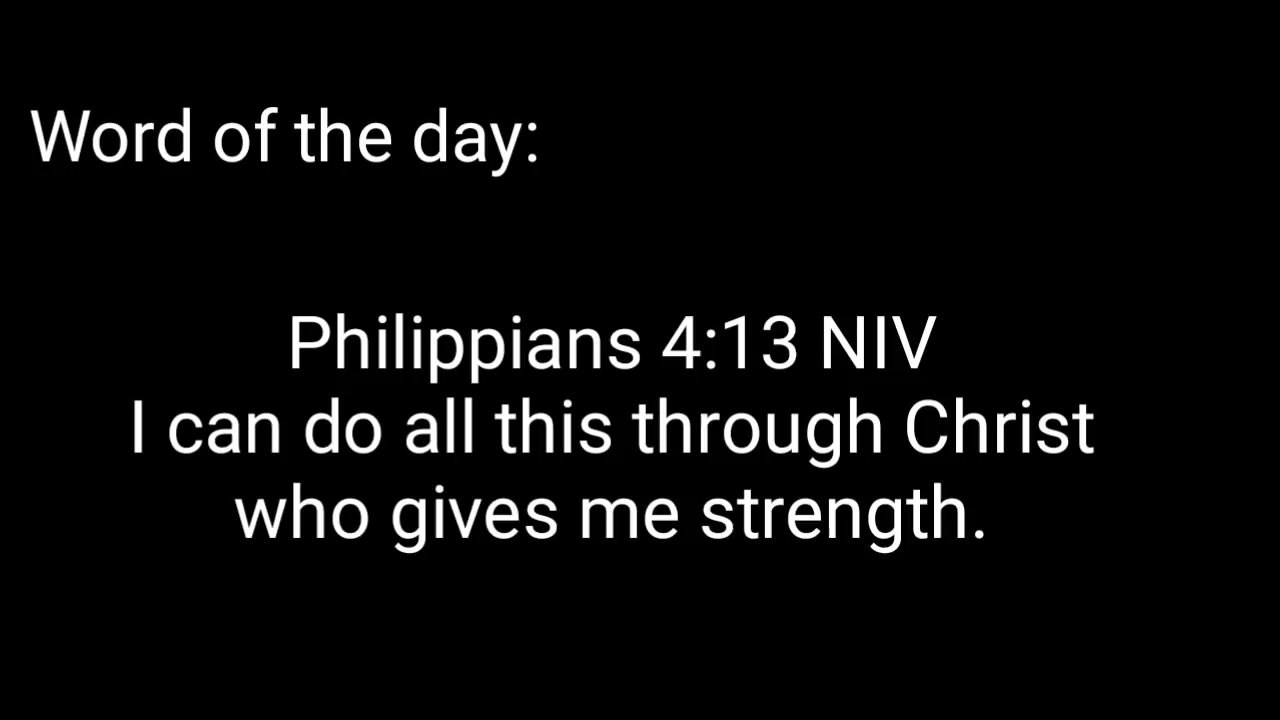 Word of the day:
Philippians 4:13 NIV
I can do all this through Christ
who gives me strength.